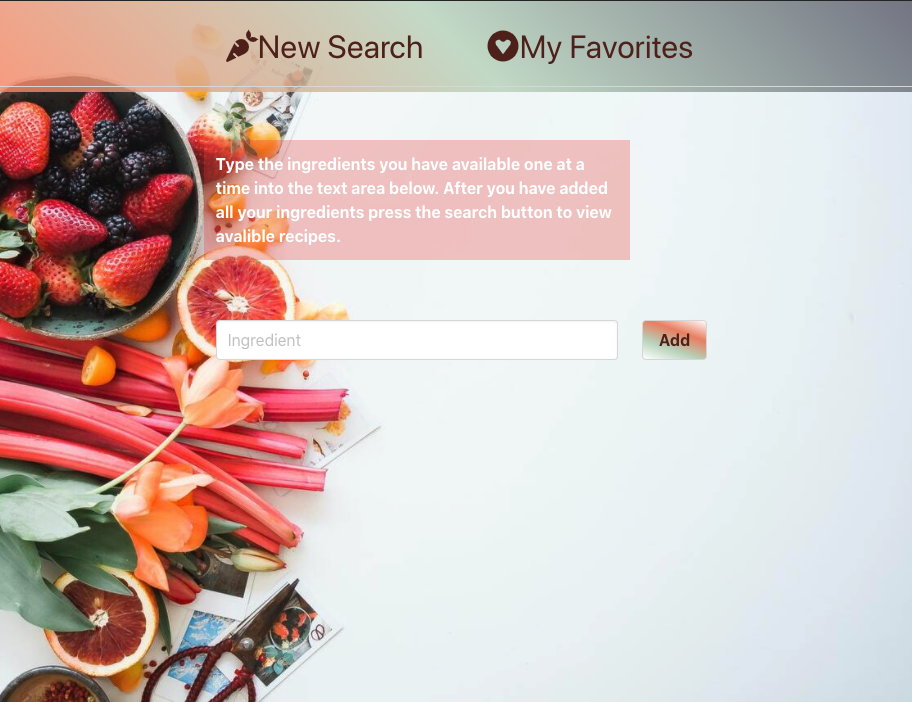 New Search My Favorites
Type the ingredients you have available one at a
time into the text area below. After you have added
all your ingredients press the search button to view
avalible recipes.
Ingredient Add